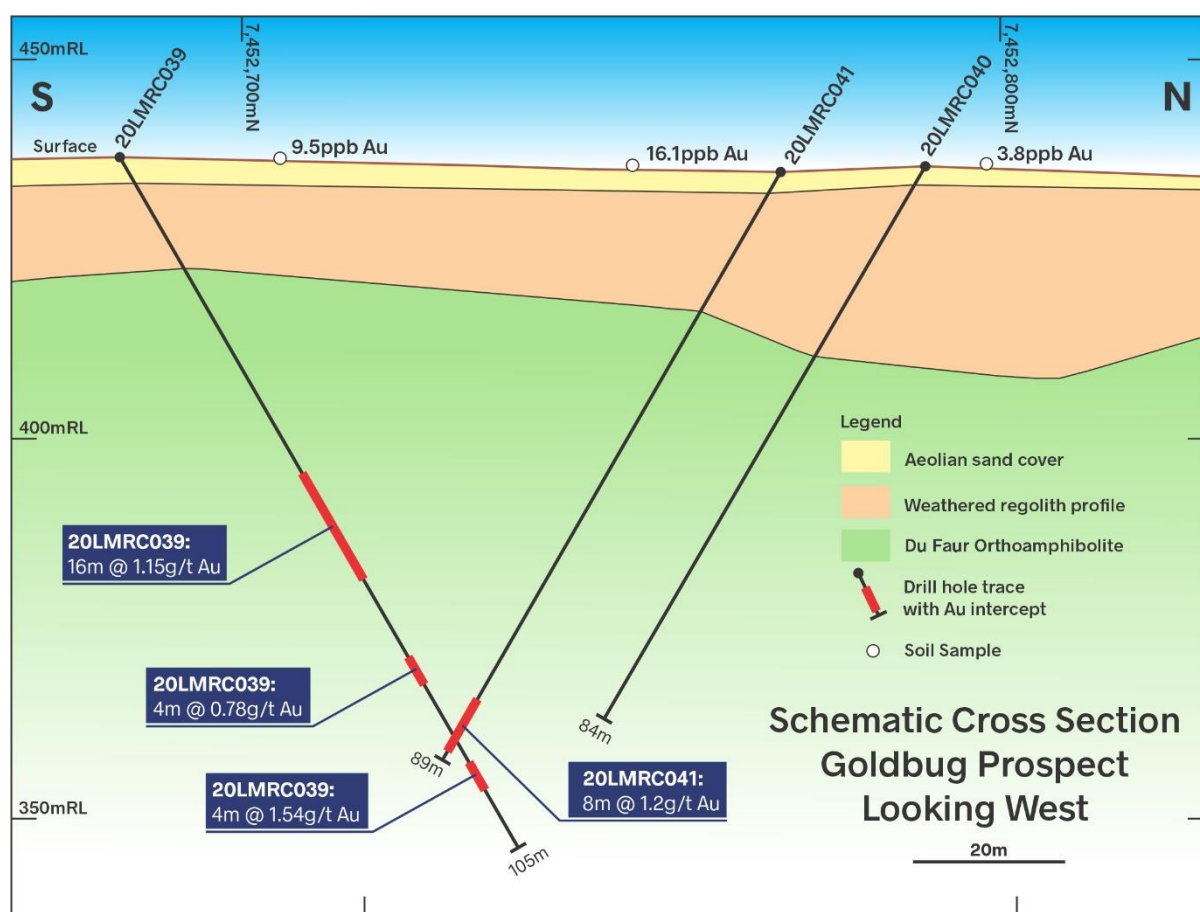 450mRL
7,452,700mN
7,452,800mN
S
N
20LMRC039
20LMRC041
20LMRC040
Surface
9.5ppb Au
16.1ppb Au
3.8ppb Au
400mRL
Legend
Aeolian sand cover
Weathered regolith profile
Du Faur Orthoamphibolite
Drill hole trace
with Au intercept
Soil Sample
20LMRC039:
16m @ 1.15g/t Au
20LMRC039:
4m @ 0.78g/t Au
84m
89m
20LMRC039:
4m @ 1.54g/t Au
20LMRC041:
8m @ 1.2g/t Au
105m
350mRL
Schematic Cross Section
Goldbug Prospect
Looking West
20m